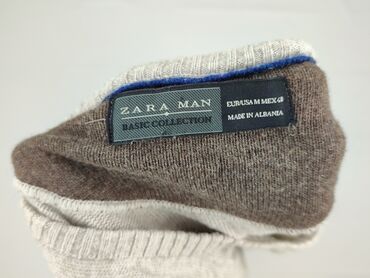 ZARA MAN
BASIC COLLECTION
EUR/USA M MEX 40
MADE IN ALBANIA